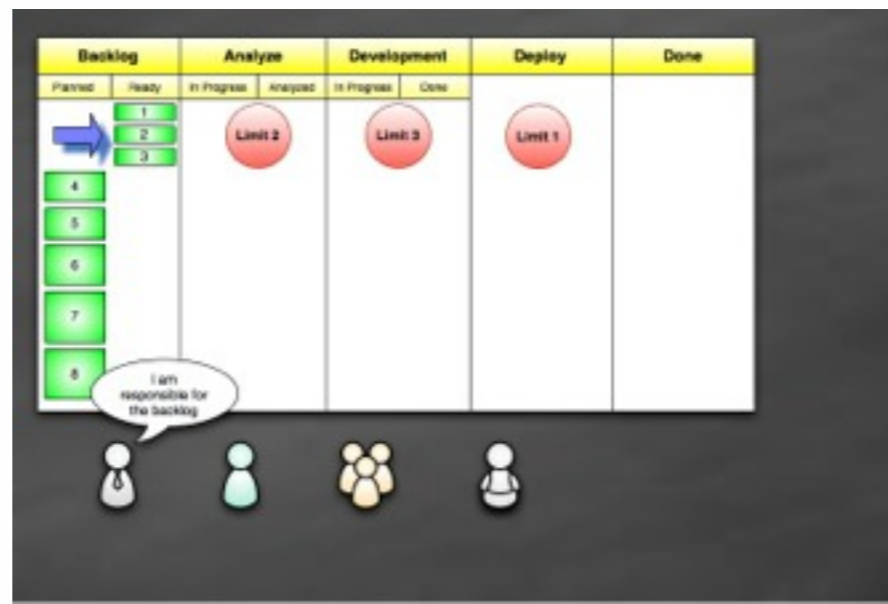 Backlog
Analyze
Development
Deploy
Done
Planned
Ready
In Progress
Analyzed
In Progress
Done
1
2
3
Limit 2
Limit 3
Limit 1
4
5
6
7
8
I am
responsible for
the backlog